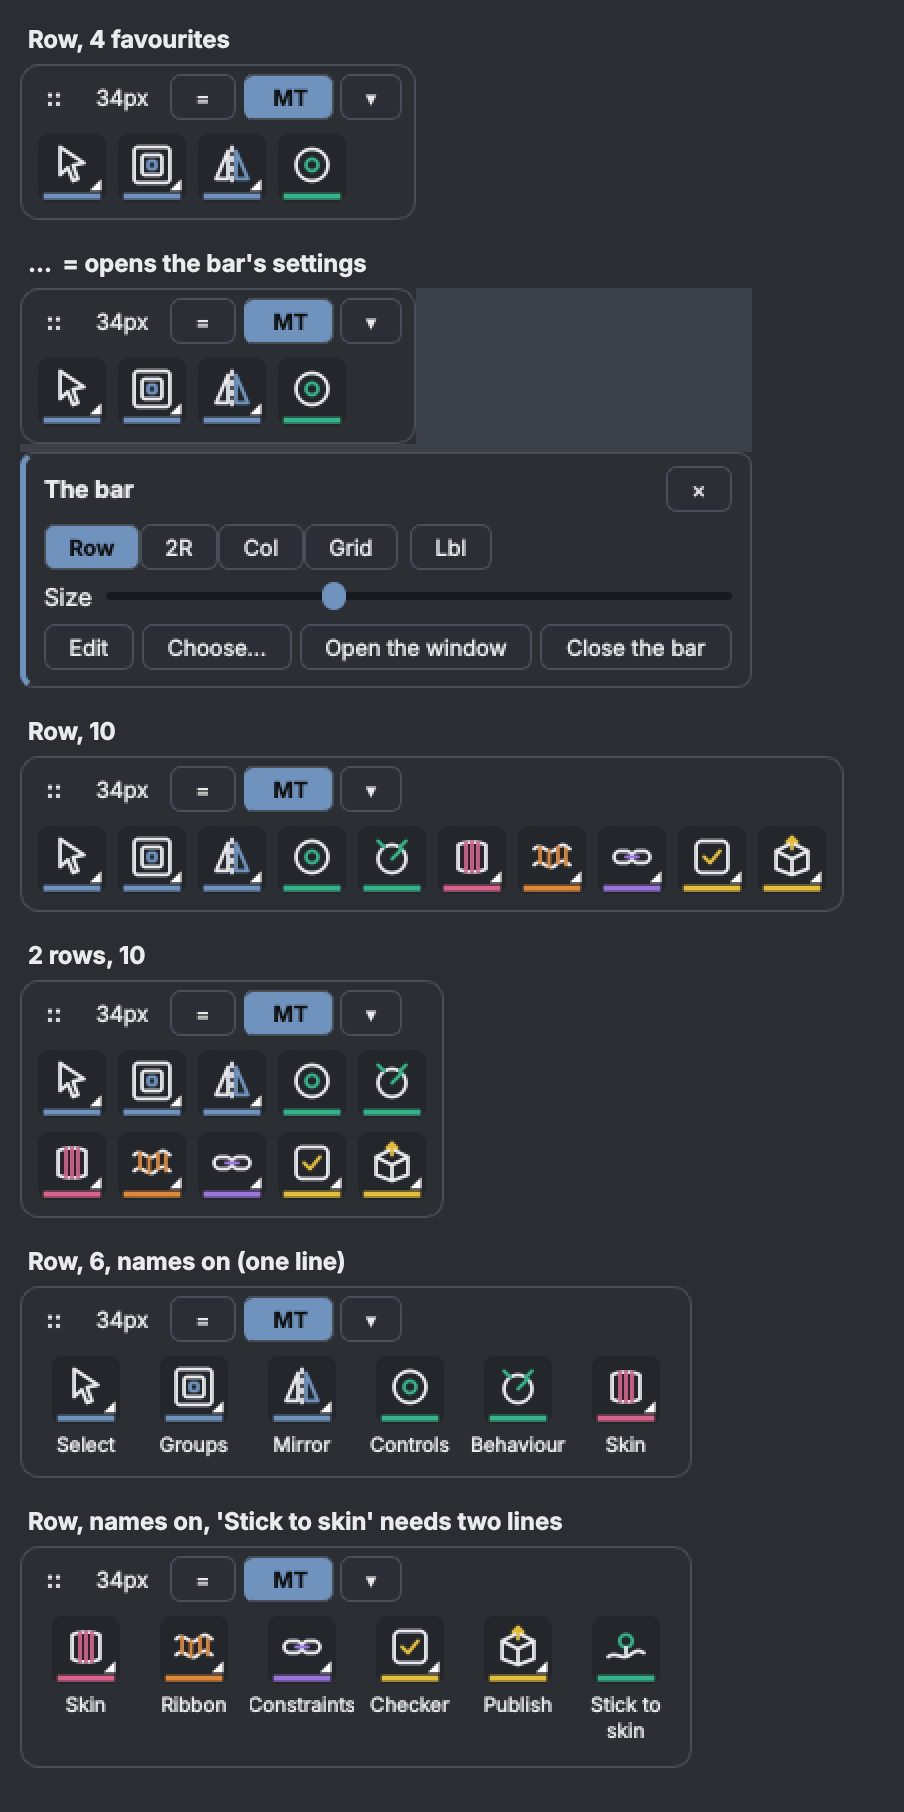 Row, 4 favourites
:: 34px = MT ▾
... = opens the bar's settings
:: 34px = MT ▾
The bar ×
Row 2R Col Grid Lbl
Size
Edit Choose... Open the window Close the bar
Row, 10
:: 34px = MT ▾
2 rows, 10
:: 34px = MT ▾
Row, 6, names on (one line)
:: 34px = MT ▾
Select Groups Mirror Controls Behaviour Skin
Row, names on, 'Stick to skin' needs two lines
:: 34px = MT ▾
Skin Ribbon Constraints Checker Publish Stick to
skin